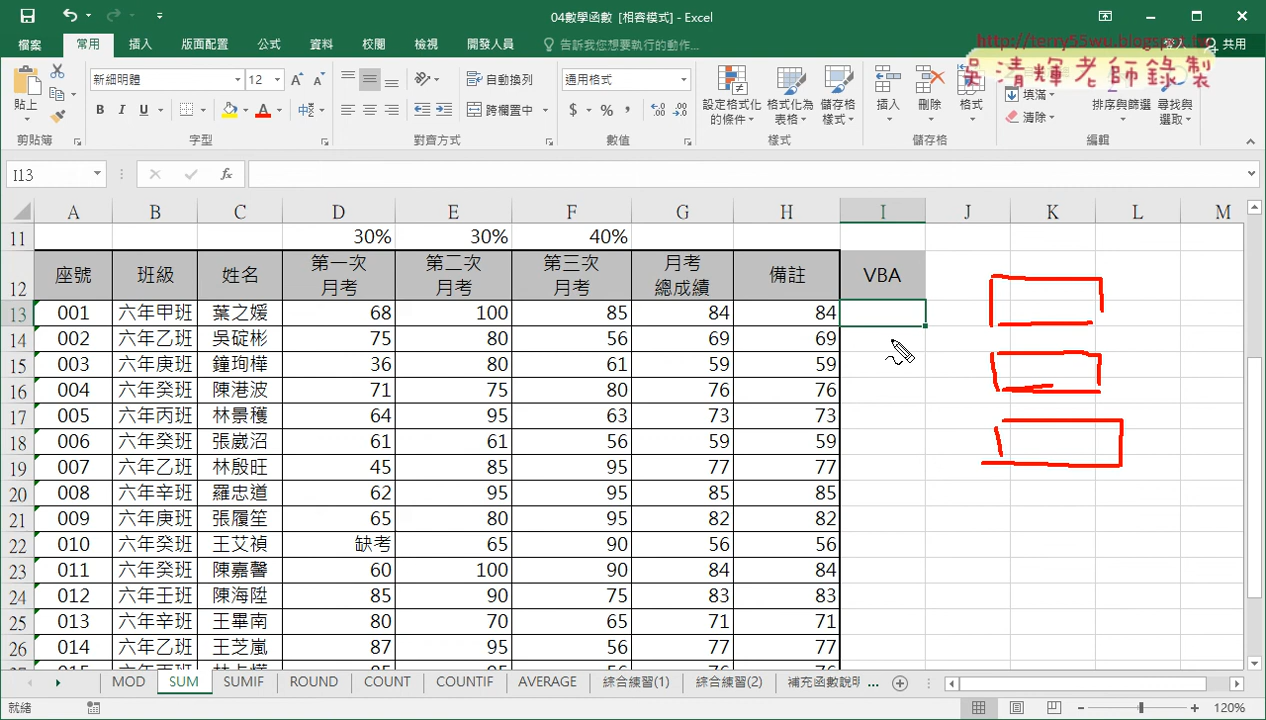 04數學函數 [相容模式] - Excel
http://terry55wu.blogspot.tw
吳清輝老師錄製
檔案 常用 插入 版面配置 公式 資料 校閱 檢視 開發人員 告訴我您想要執行的動作... 登入 共用
貼上 新細明體 12 自動換列 通用格式 設定格式化的條件 格式化為表格 儲存格樣式 插入 刪除 格式 填滿 清除 排序與篩選 尋找與選取
B I U 跨欄置中 $ % ,
剪貼簿 字型 對齊方式 數值 樣式 儲存格 編輯
I13 fx
A B C D E F G H I J K L M
11 30% 30% 40%
12 座號 班級 姓名 第一次月考 第二次月考 第三次月考 月考總成績 備註 VBA
13 001 六年甲班 葉之媛 68 100 85 84 84
14 002 六年乙班 吳碇彬 75 80 56 69 69
15 003 六年庚班 鐘珣樺 36 80 61 59 59
16 004 六年癸班 陳港波 71 75 80 76 76
17 005 六年丙班 林景穫 64 95 63 73 73
18 006 六年癸班 張崴沼 61 61 56 59 59
19 007 六年乙班 林殷旺 45 85 95 77 77
20 008 六年辛班 羅忠道 62 95 95 85 85
21 009 六年庚班 張履笙 65 80 95 82 82
22 010 六年癸班 王艾禎 缺考 65 90 56 56
23 011 六年癸班 陳嘉馨 60 100 90 84 84
24 012 六年壬班 陳海陞 85 90 75 83 83
25 013 六年辛班 王畢南 80 70 65 71 71
26 014 六年乙班 王芝嵐 87 95 56 77 77
MOD SUM SUMIF ROUND COUNT COUNTIF AVERAGE 綜合練習(1) 綜合練習(2) 補充函數說明 ...
就緒 120%